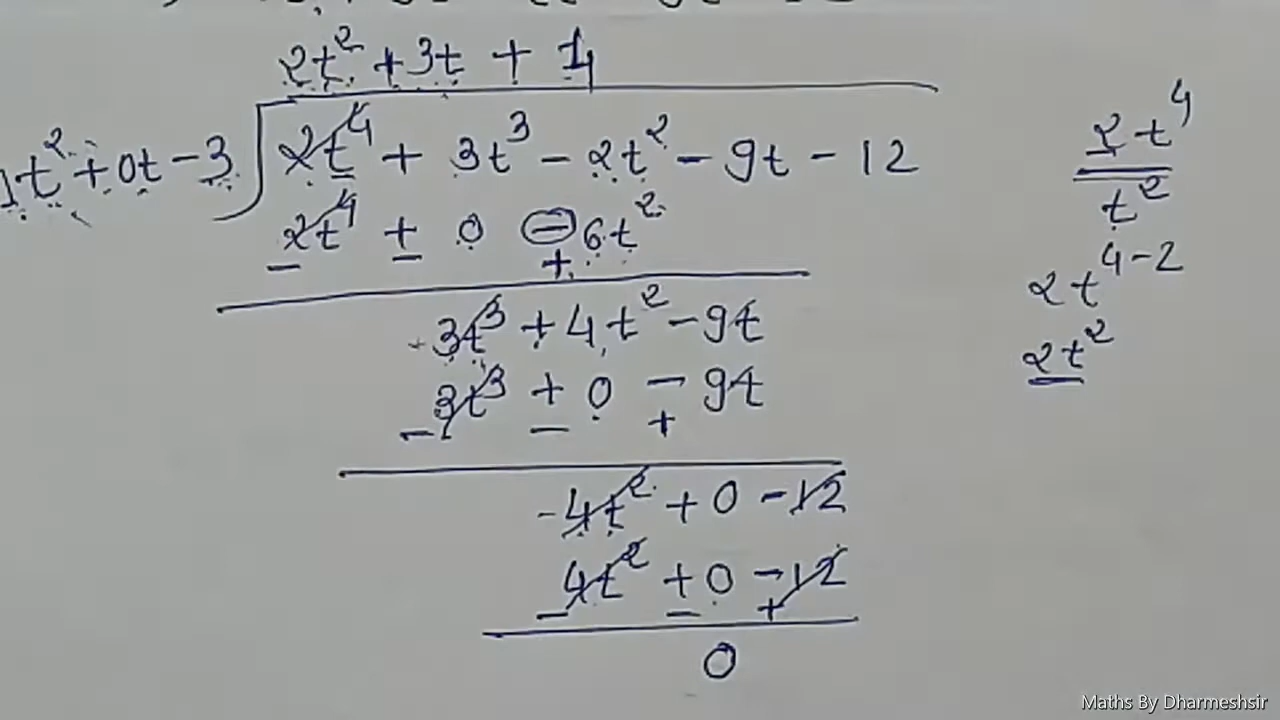 2t² + 3t + 4
1t² + 0t - 3 ) 2t⁴ + 3t³ - 2t² - 9t - 12
2t⁴ + 0 - 6t²
- - +
3t³ + 4t² - 9t
3t³ + 0 - 9t
- - +
-4t² + 0 - 12
4t² + 0 - 12
- - +
0
2t⁴
t²
2t⁴⁻²
2t²
Maths By Dharmeshsir